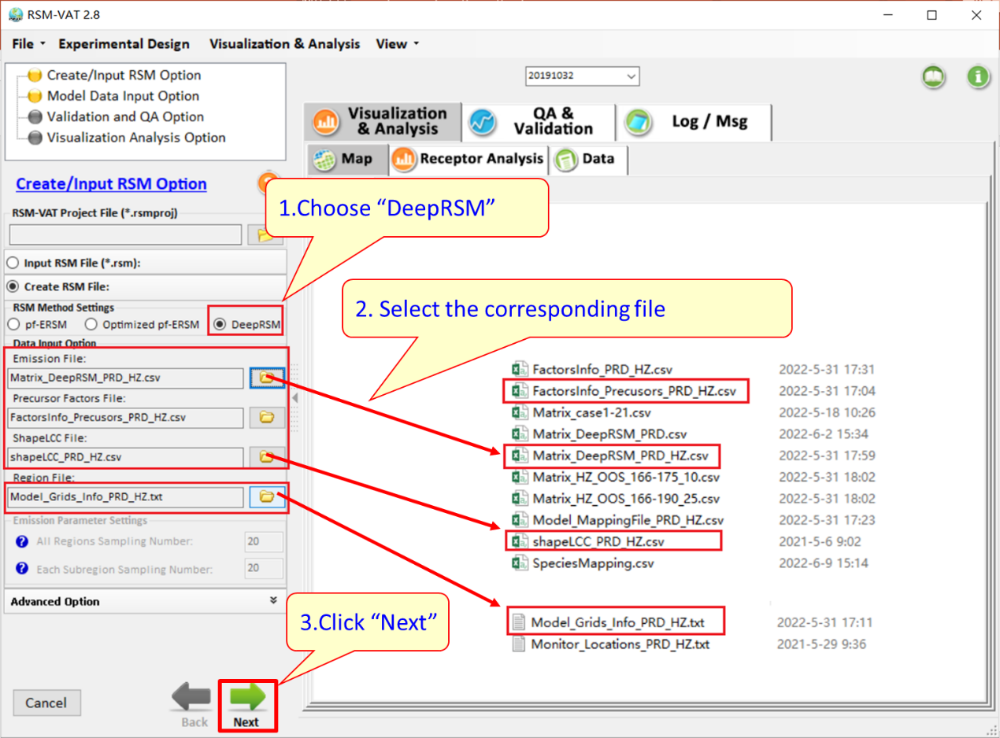 RSM-VAT 2.8
File Experimental Design Visualization & Analysis View
Create/Input RSM Option
Model Data Input Option
Validation and QA Option
Visualization Analysis Option
20191032
Visualization
& Analysis
QA &
Validation
Log / Msg
Map
Receptor Analysis
Data
Create/Input RSM Option
RSM-VAT Project File (*.rsmproj)
1.Choose “DeepRSM”
Input RSM File (*.rsm):
Create RSM File:
RSM Method Settings
pf-ERSM Optimized pf-ERSM DeepRSM
2. Select the corresponding file
Data Input Option
Emission File:
Matrix_DeepRSM_PRD_HZ.csv
Precursor Factors File:
FactorsInfo_Precusors_PRD_HZ.csv
ShapeLCC File:
shapeLCC_PRD_HZ.csv
Region File:
Model_Grids_Info_PRD_HZ.txt
Emission Parameter Settings
All Regions Sampling Number: 20
Each Subregion Sampling Number: 20
Advanced Option
FactorsInfo_PRD_HZ.csv 2022-5-31 17:31
FactorsInfo_Precusors_PRD_HZ.csv 2022-5-31 17:04
Matrix_case1-21.csv 2022-5-18 10:26
Matrix_DeepRSM_PRD.csv 2022-6-2 15:34
Matrix_DeepRSM_PRD_HZ.csv 2022-5-31 17:59
Matrix_HZ_OOS_166-175_10.csv 2022-5-31 18:02
Matrix_HZ_OOS_166-190_25.csv 2022-5-31 18:02
Model_MappingFile_PRD_HZ.csv 2022-5-31 17:23
shapeLCC_PRD_HZ.csv 2021-5-6 9:02
SpeciesMapping.csv 2022-6-9 15:14
Model_Grids_Info_PRD_HZ.txt 2022-5-31 17:11
Monitor_Locations_PRD_HZ.txt 2021-5-29 9:36
3.Click “Next”
Cancel
Back
Next